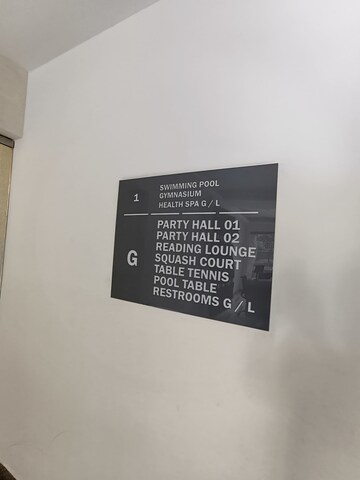 1
SWIMMING POOL
GYMNASIUM
HEALTH SPA G / L
G
PARTY HALL 01
PARTY HALL 02
READING LOUNGE
SQUASH COURT
TABLE TENNIS
POOL TABLE
RESTROOMS G / L